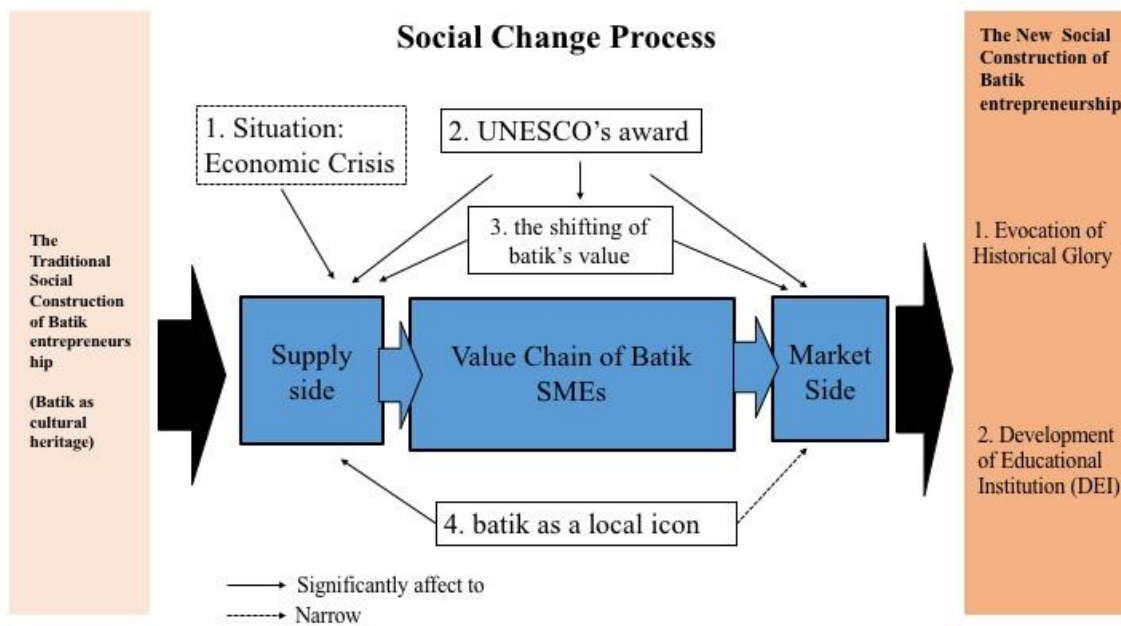 Social Change Process
The
Traditional
Social
Construction
of Batik
entrepreneurs
hip
(Batik as
cultural
heritage)
1. Situation:
Economic Crisis
2. UNESCO's award
3. the shifting of
batik's value
Supply
side
Value Chain of Batik
SMEs
Market
Side
4. batik as a local icon
Significantly affect to
Narrow
The New Social
Construction of
Batik
entrepreneurship
1. Evocation of
Historical Glory
2. Development
of Educational
Institution (DEI)